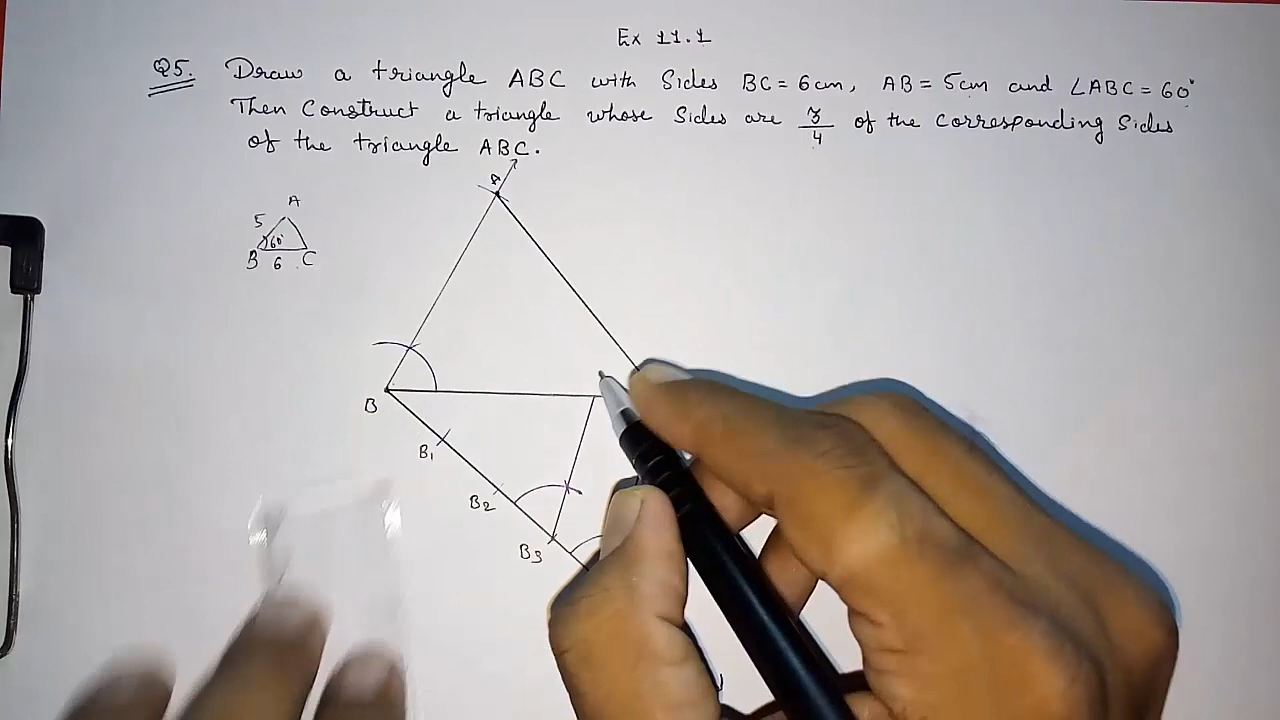 Ex 11.1
Q5. Draw a triangle ABC with Sides BC = 6cm, AB = 5cm and ∠ABC = 60°
Then Construct a triangle whose Sides are 3/4 of the corresponding Sides
of the triangle ABC.
A
A
5
60°
B 6 C
B
B1
B2
B3